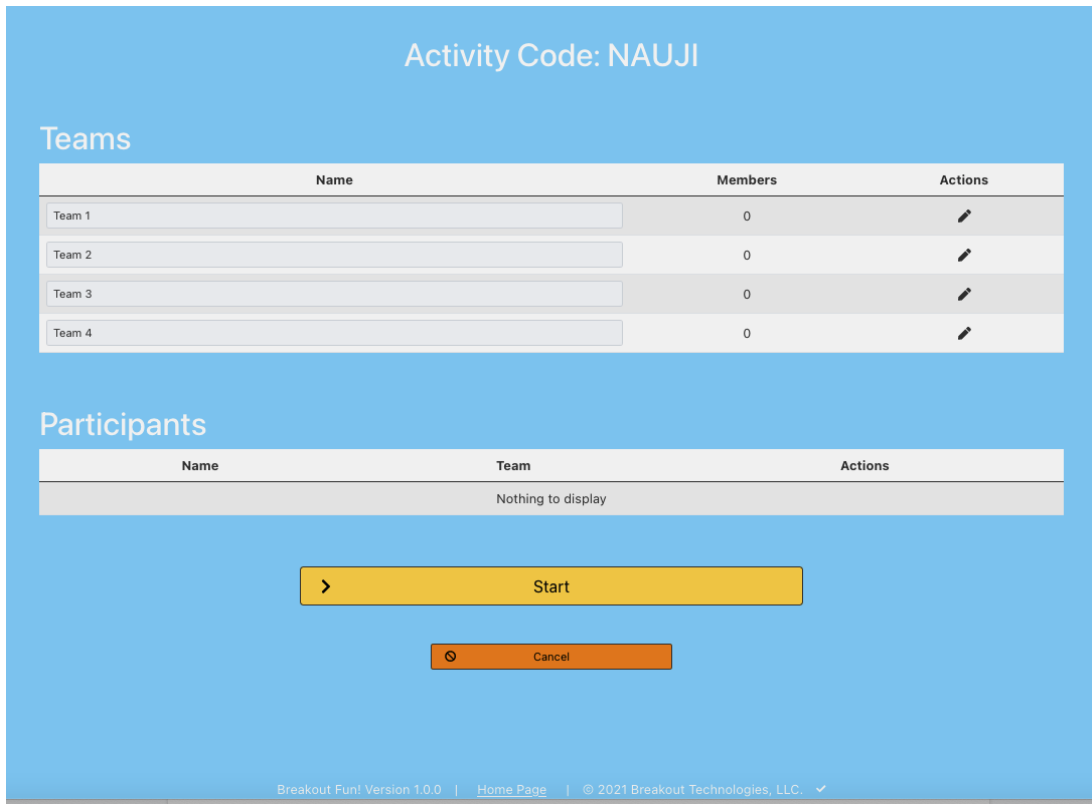 Activity Code: NAUJI
Teams
Name Members Actions
Team 1 0
Team 2 0
Team 3 0
Team 4 0
Participants
Name Team Actions
Nothing to display
Start
Cancel
Breakout Fun! Version 1.0.0 | Home Page | © 2021 Breakout Technologies, LLC.